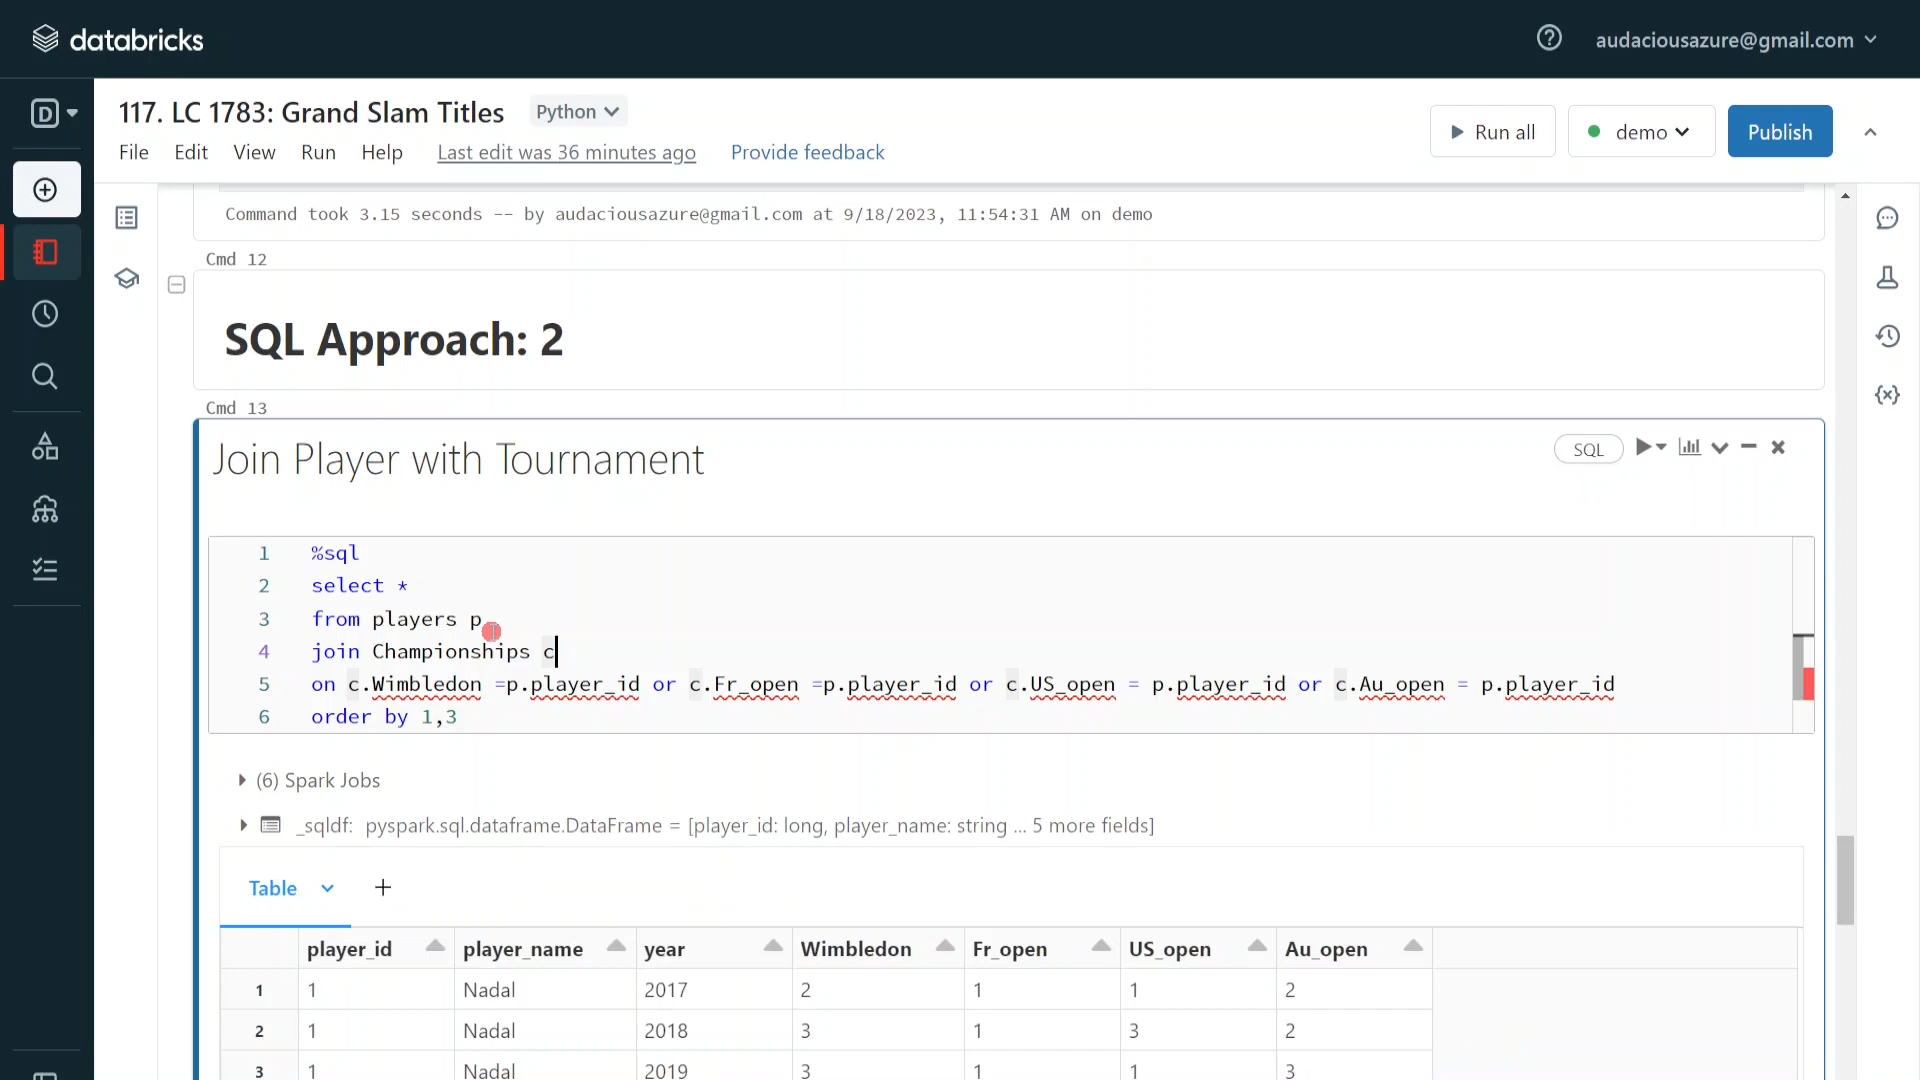 databricks
audaciousazure@gmail.com
D
117. LC 1783: Grand Slam Titles
Python
File Edit View Run Help Last edit was 36 minutes ago Provide feedback
Run all
demo
Publish
Command took 3.15 seconds -- by audaciousazure@gmail.com at 9/18/2023, 11:54:31 AM on demo
Cmd 12
SQL Approach: 2
Cmd 13
Join Player with Tournament
SQL
1 %sql
2 select *
3 from players p
4 join Championships c
5 on c.Wimbledon =p.player_id or c.Fr_open =p.player_id or c.US_open = p.player_id or c.Au_open = p.player_id
6 order by 1,3
(6) Spark Jobs
_sqldf: pyspark.sql.dataframe.DataFrame = [player_id: long, player_name: string ... 5 more fields]
Table +
player_id player_name year Wimbledon Fr_open US_open Au_open
1 1 Nadal 2017 2 1 1 2
2 1 Nadal 2018 3 1 3 2
3 1 Nadal 2019 3 1 1 3